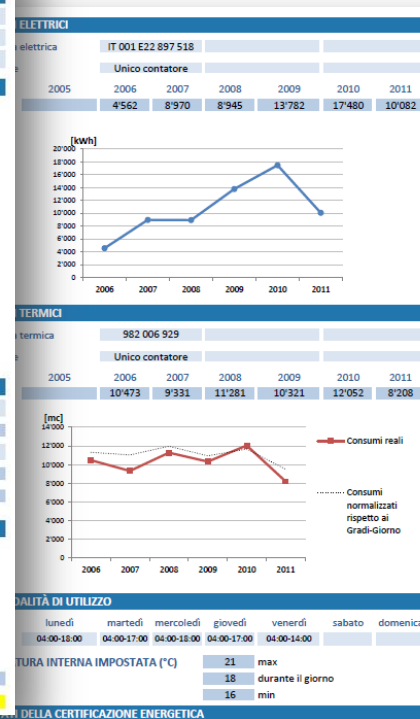 ELETTRICI
elettrica IT 001 E22 897 518
e Unico contatore
2005 2006 2007 2008 2009 2010 2011
4'562 8'970 8'945 13'782 17'480 10'082
[kWh]
20'000
18'000
16'000
14'000
12'000
10'000
8'000
6'000
4'000
2'000
0
2006 2007 2008 2009 2010 2011
TERMICI
termica 982 006 929
e Unico contatore
2005 2006 2007 2008 2009 2010 2011
10'473 9'331 11'281 10'321 12'052 8'208
[mc]
14'000
12'000
10'000
8'000
6'000
4'000
2'000
0
2006 2007 2008 2009 2010 2011
Consumi reali
Consumi
normalizzati
rispetto ai
Gradi-Giorno
DALITÀ DI UTILIZZO
lunedì martedì mercoledì giovedì venerdì sabato domenica
04:00-18:00 04:00-17:00 04:00-18:00 04:00-17:00 04:00-14:00
TURA INTERNA IMPOSTATA (°C) 21 max
18 durante il giorno
16 min
DELLA CERTIFICAZIONE ENERGETICA